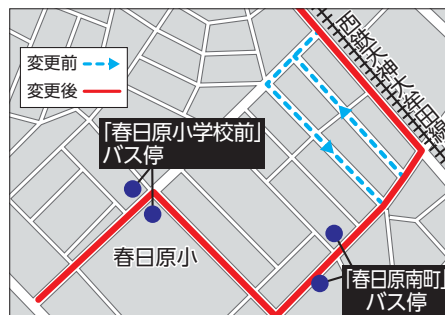 変更前
変更後
西鉄天神大牟田線
「春日原小学校前」
バス停
春日原小
「春日原南町」
バス停